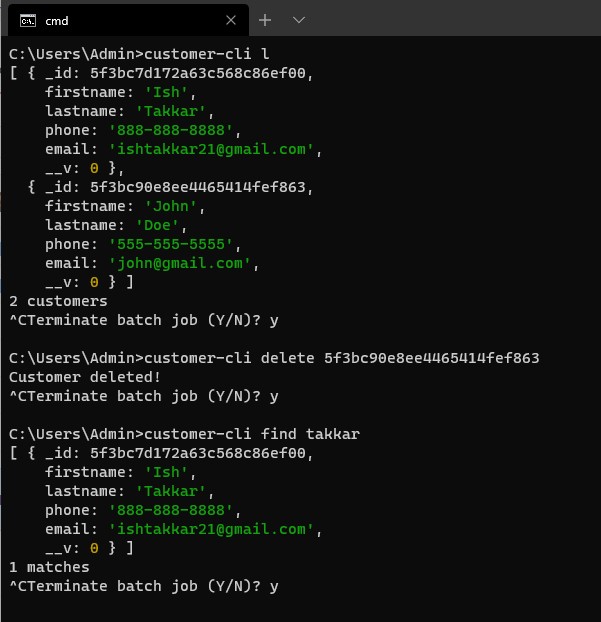 cmd
C:\Users\Admin>customer-cli l
[ { _id: 5f3bc7d172a63c568c86ef00,
    firstname: 'Ish',
    lastname: 'Takkar',
    phone: '888-888-8888',
    email: 'ishtakkar21@gmail.com',
    __v: 0 },
  { _id: 5f3bc90e8ee4465414fef863,
    firstname: 'John',
    lastname: 'Doe',
    phone: '555-555-5555',
    email: 'john@gmail.com',
    __v: 0 } ]
2 customers
^CTerminate batch job (Y/N)? y
C:\Users\Admin>customer-cli delete 5f3bc90e8ee4465414fef863
Customer deleted!
^CTerminate batch job (Y/N)? y
C:\Users\Admin>customer-cli find takkar
[ { _id: 5f3bc7d172a63c568c86ef00,
    firstname: 'Ish',
    lastname: 'Takkar',
    phone: '888-888-8888',
    email: 'ishtakkar21@gmail.com',
    __v: 0 } ]
1 matches
^CTerminate batch job (Y/N)? y